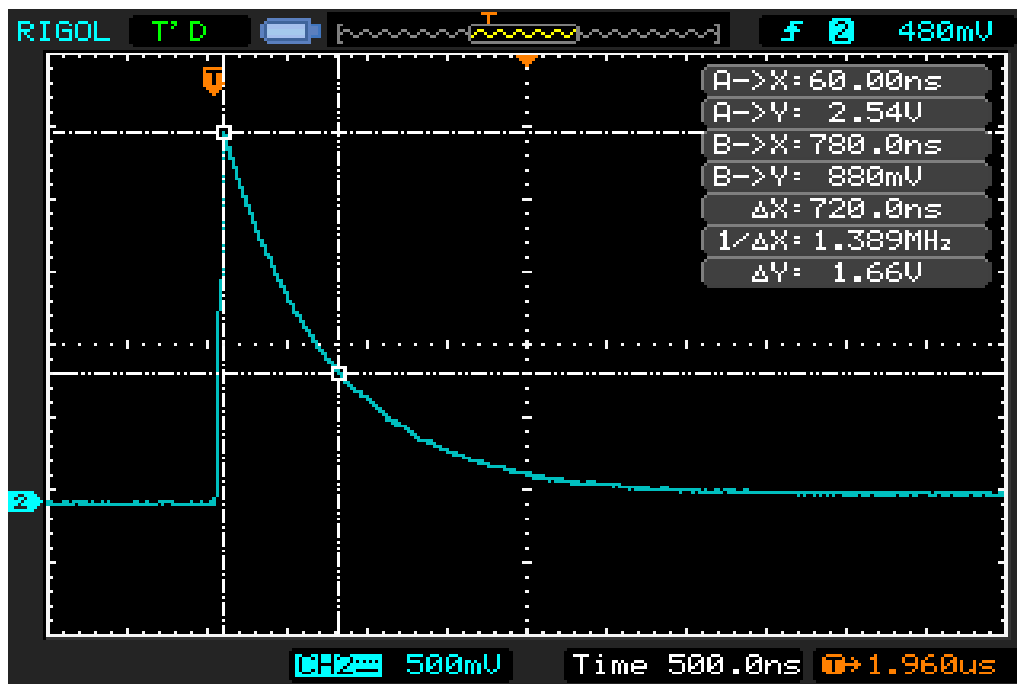 RIGOL T'D T 2 480mV
T
A->X: 60.00ns
A->Y: 2.54V
B->X: 780.0ns
B->Y: 880mV
ΔX: 720.0ns
1/ΔX: 1.389MHz
ΔY: 1.66V
2
CH2 500mV Time 500.0ns T→1.960us